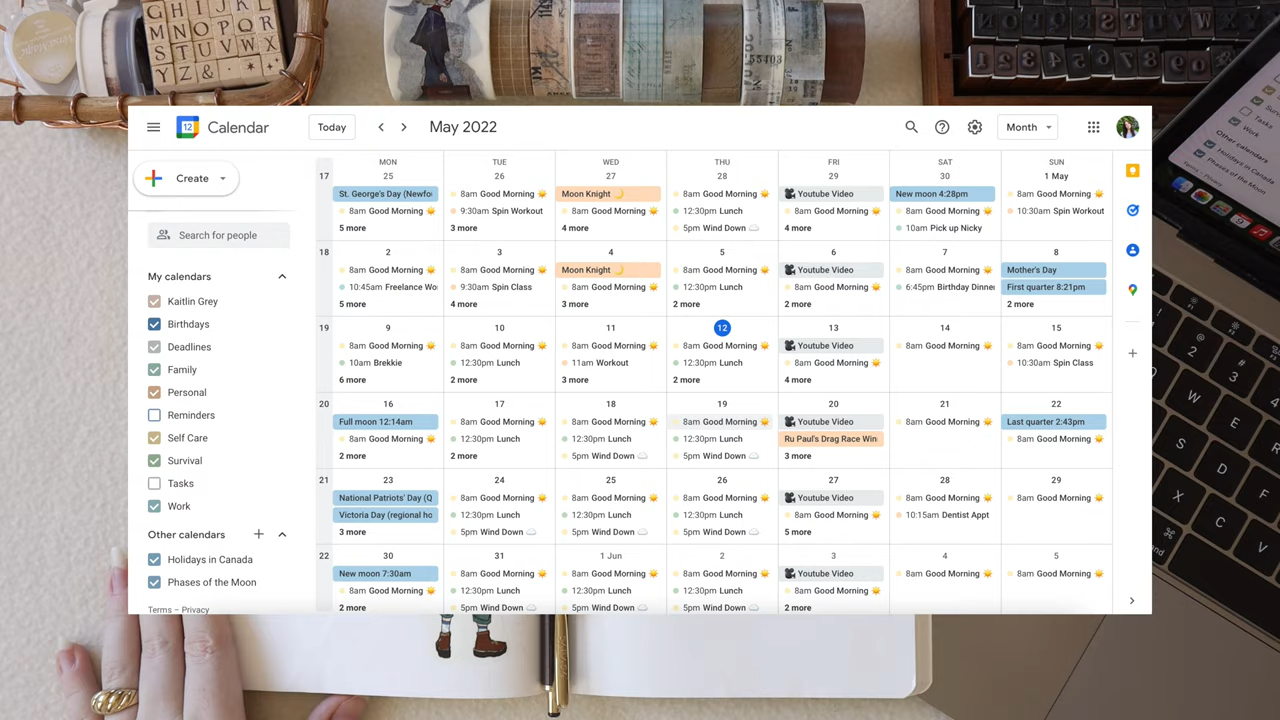 G H I J K L
M N O P Q R
S T U V W X
Y Z &
12 Calendar Today May 2022 Month
Create
Search for people
My calendars
Kaitlin Grey
Birthdays
Deadlines
Family
Personal
Reminders
Self Care
Survival
Tasks
Work
Other calendars
Holidays in Canada
Phases of the Moon
Terms – Privacy
MON TUE WED THU FRI SAT SUN
17 25 26 27 28 29 30 1 May
St. George's Day (Newfo 8am Good Morning Moon Knight 8am Good Morning Youtube Video New moon 4:28pm 8am Good Morning
8am Good Morning 9:30am Spin Workout 8am Good Morning 12:30pm Lunch 8am Good Morning 8am Good Morning 10:30am Spin Workout
5 more 3 more 4 more 5pm Wind Down 4 more 10am Pick up Nicky
18 2 3 4 5 6 7 8
8am Good Morning 8am Good Morning Moon Knight 8am Good Morning Youtube Video 8am Good Morning Mother's Day
10:45am Freelance Wo 9:30am Spin Class 8am Good Morning 12:30pm Lunch 8am Good Morning 6:45pm Birthday Dinne First quarter 8:21pm
5 more 4 more 3 more 2 more 2 more 2 more
19 9 10 11 12 13 14 15
8am Good Morning 8am Good Morning 8am Good Morning 8am Good Morning Youtube Video 8am Good Morning 8am Good Morning
10am Brekkie 12:30pm Lunch 11am Workout 12:30pm Lunch 8am Good Morning 10:30am Spin Class
6 more 2 more 3 more 2 more 4 more
20 16 17 18 19 20 21 22
Full moon 12:14am 8am Good Morning 8am Good Morning 8am Good Morning Youtube Video 8am Good Morning Last quarter 2:43pm
8am Good Morning 12:30pm Lunch 12:30pm Lunch 12:30pm Lunch Ru Paul's Drag Race Win 8am Good Morning
2 more 2 more 5pm Wind Down 5pm Wind Down 3 more
21 23 24 25 26 27 28 29
National Patriots' Day (Q 8am Good Morning 8am Good Morning 8am Good Morning Youtube Video 8am Good Morning 8am Good Morning
Victoria Day (regional ho 12:30pm Lunch 12:30pm Lunch 12:30pm Lunch 8am Good Morning 10:15am Dentist Appt
3 more 5pm Wind Down 5pm Wind Down 5pm Wind Down 5 more
22 30 31 1 Jun 2 3 4 5
New moon 7:30am 8am Good Morning 8am Good Morning 8am Good Morning Youtube Video 8am Good Morning 8am Good Morning
8am Good Morning 12:30pm Lunch 12:30pm Lunch 12:30pm Lunch 8am Good Morning
2 more 5pm Wind Down 5pm Wind Down 5pm Wind Down 2 more
Tasks
Work
Other calendars
Holidays in Canada
Phases of the Moon